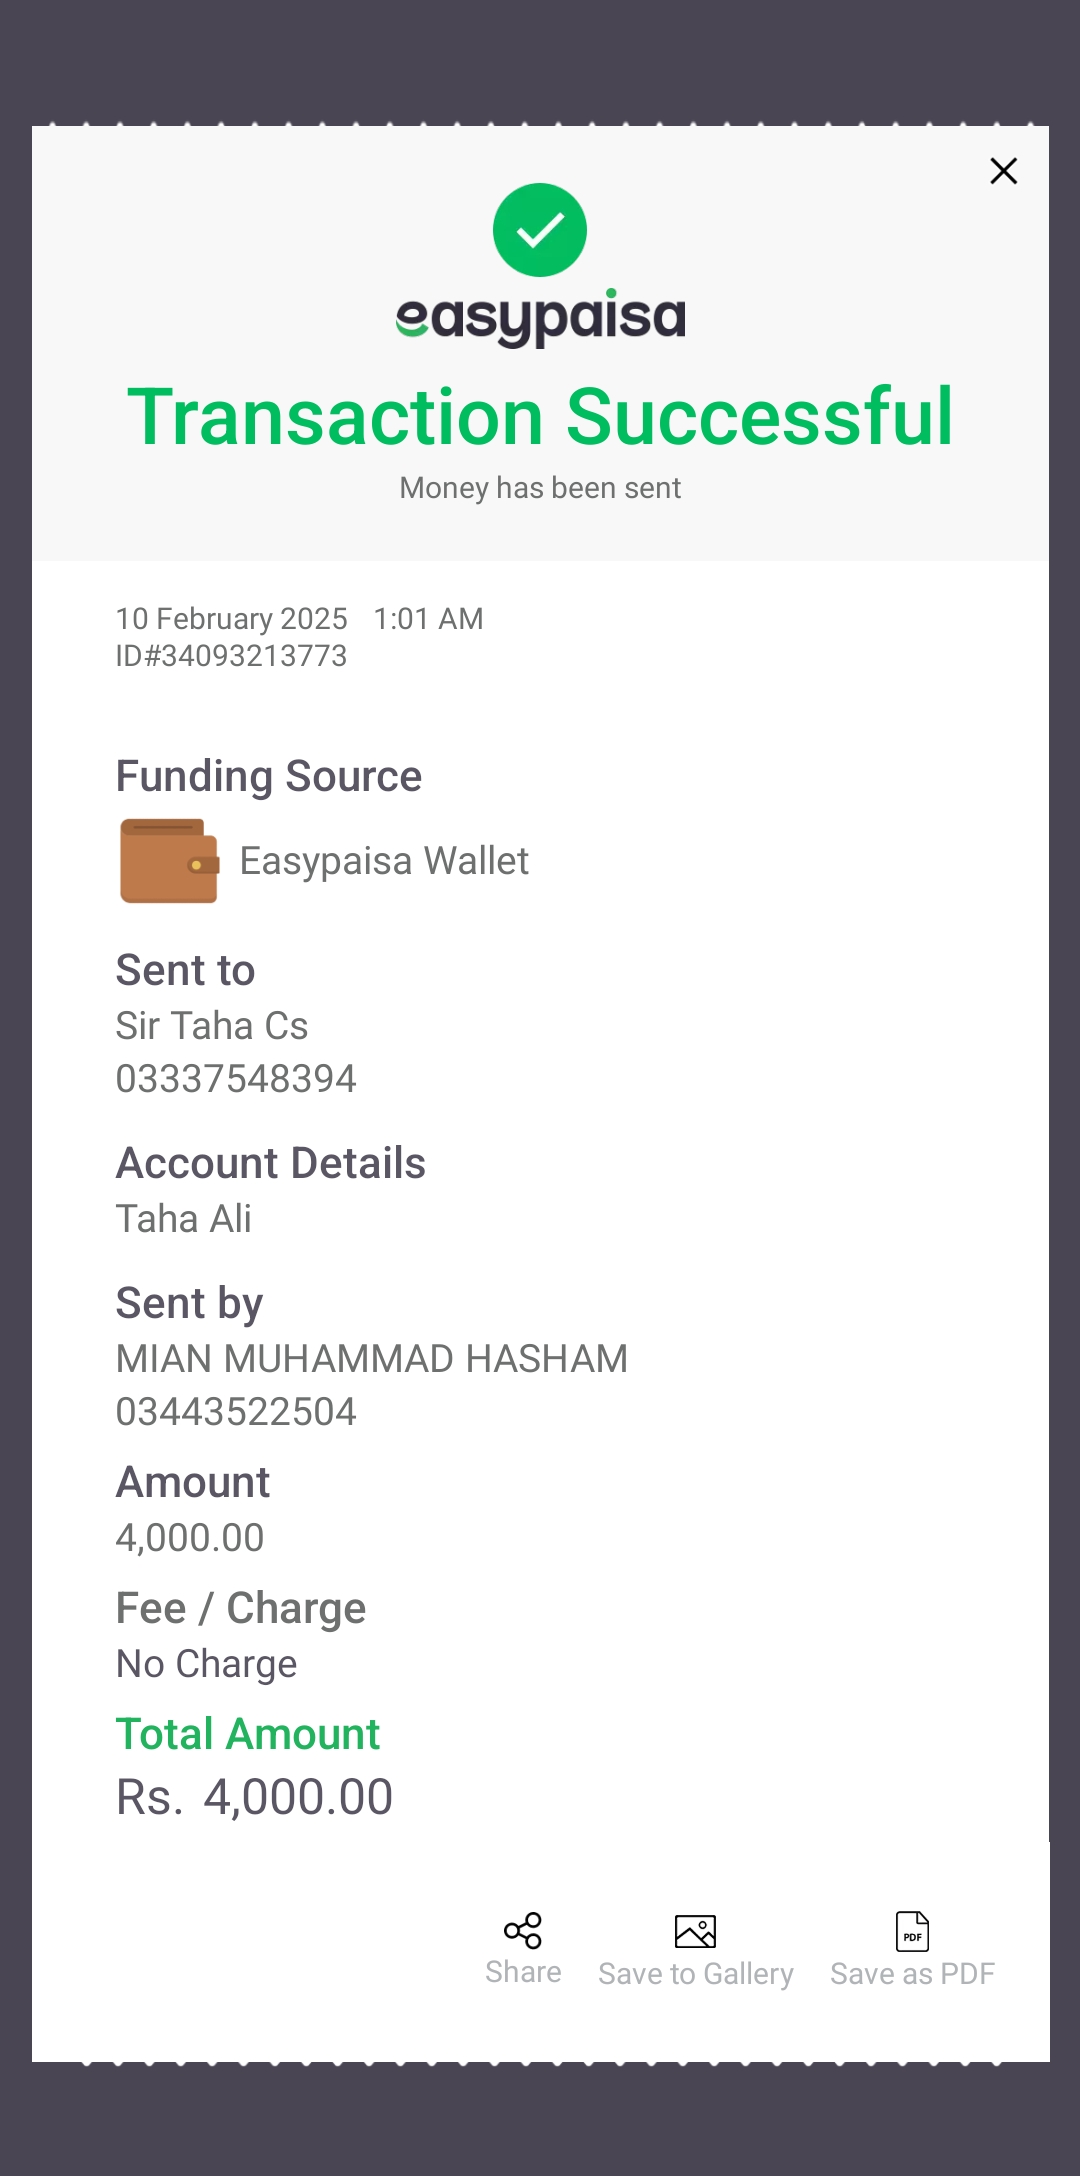 easypaisa
Transaction Successful
Money has been sent
10 February 2025 1:01 AM
ID#34093213773
Funding Source
Easypaisa Wallet
Sent to
Sir Taha Cs
03337548394
Account Details
Taha Ali
Sent by
MIAN MUHAMMAD HASHAM
03443522504
Amount
4,000.00
Fee / Charge
No Charge
Total Amount
Rs. 4,000.00
PDF
Share Save to Gallery Save as PDF